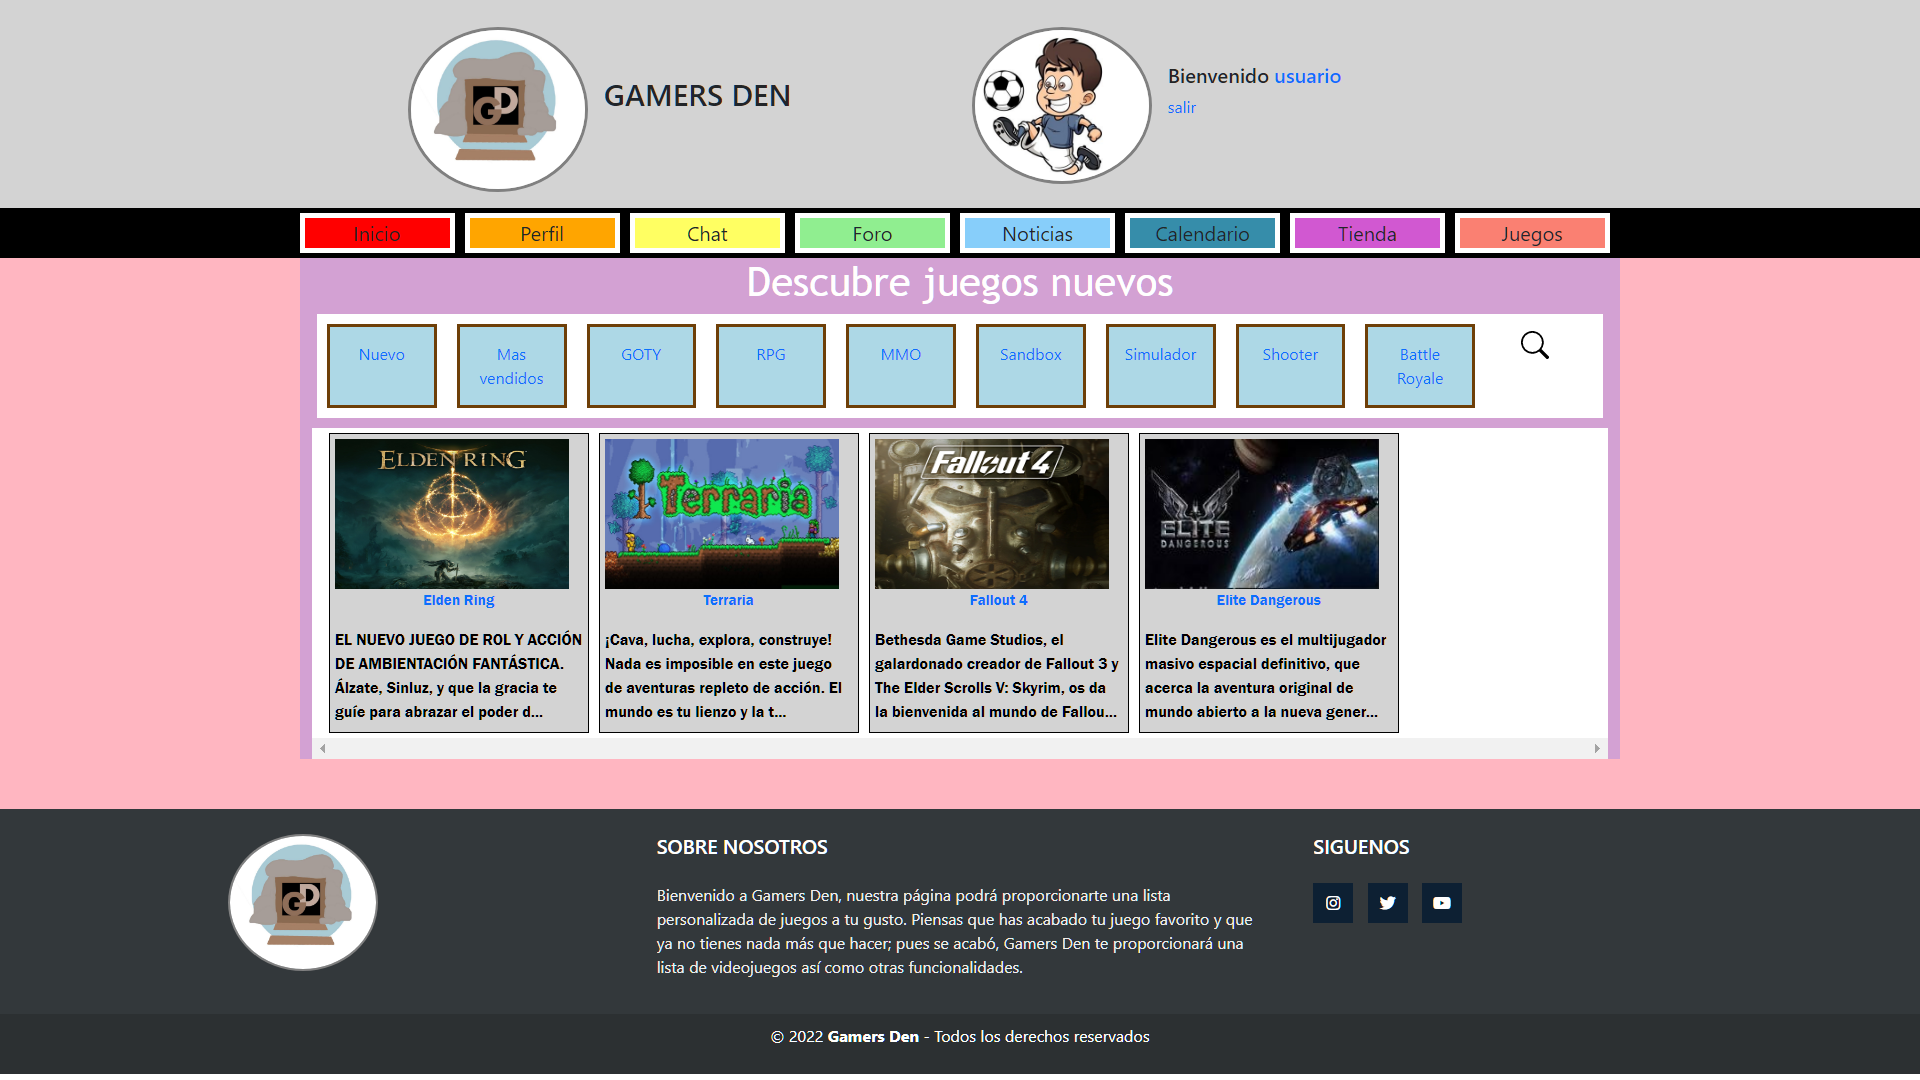 GD
GAMERS DEN
Bienvenido usuario
salir
Inicio
Perfil
Chat
Foro
Noticias
Calendario
Tienda
Juegos
Descubre juegos nuevos
Nuevo
Mas
vendidos
GOTY
RPG
MMO
Sandbox
Simulador
Shooter
Battle
Royale
ELDEN RING
Elden Ring
EL NUEVO JUEGO DE ROL Y ACCIÓN
DE AMBIENTACIÓN FANTÁSTICA.
Álzate, Sinluz, y que la gracia te
guíe para abrazar el poder d...
Terraria
Terraria
¡Cava, lucha, explora, construye!
Nada es imposible en este juego
de aventuras repleto de acción. El
mundo es tu lienzo y la t...
Fallout 4
Fallout 4
Bethesda Game Studios, el
galardonado creador de Fallout 3 y
The Elder Scrolls V: Skyrim, os da
la bienvenida al mundo de Fallou...
ELITE
DANGEROUS
Elite Dangerous
Elite Dangerous es el multijugador
masivo espacial definitivo, que
acerca la aventura original de
mundo abierto a la nueva gener...
GD
SOBRE NOSOTROS
Bienvenido a Gamers Den, nuestra página podrá proporcionarte una lista
personalizada de juegos a tu gusto. Piensas que has acabado tu juego favorito y que
ya no tienes nada más que hacer; pues se acabó, Gamers Den te proporcionará una
lista de videojuegos así como otras funcionalidades.
SIGUENOS
© 2022 Gamers Den - Todos los derechos reservados